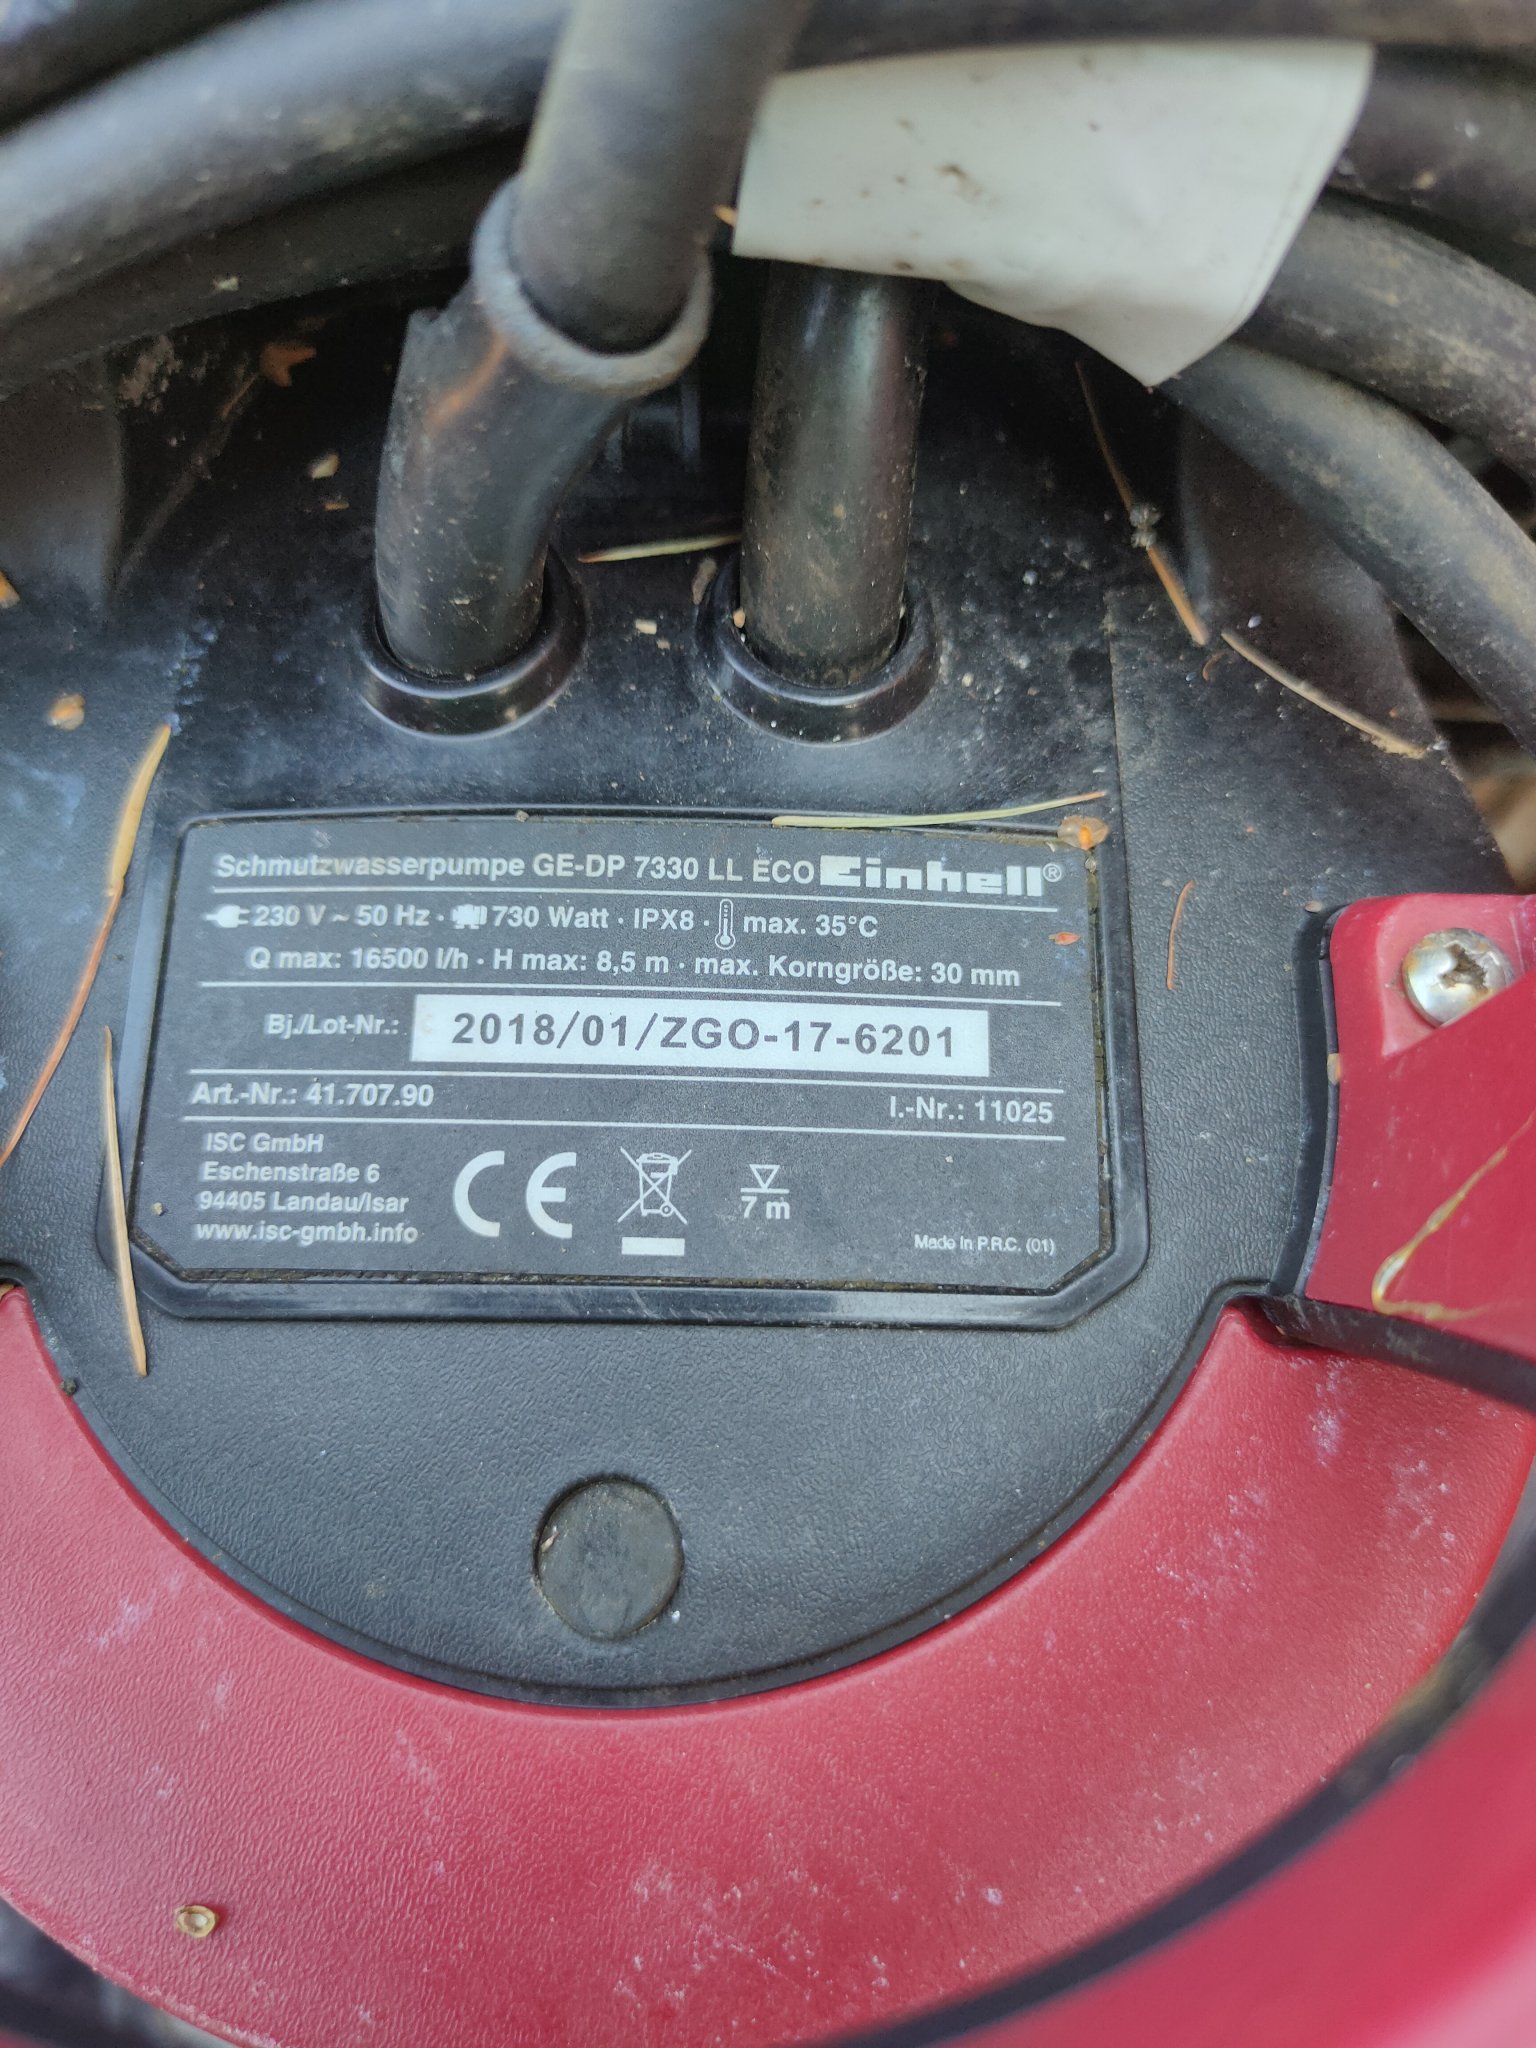 Schmutzwasserpumpe GE-DP 7330 LL ECO Einhell®
230 V ~ 50 Hz · 730 Watt · IPX8 · max. 35°C
Q max: 16500 l/h · H max: 8,5 m · max. Korngröße: 30 mm
Bj./Lot-Nr.: 2018/01/ZGO-17-6201
Art.-Nr.: 41.707.90 I.-Nr.: 11025
ISC GmbH
Eschenstraße 6
94405 Landau/Isar
www.isc-gmbh.info
CE
7 m
Made in P.R.C. (01)